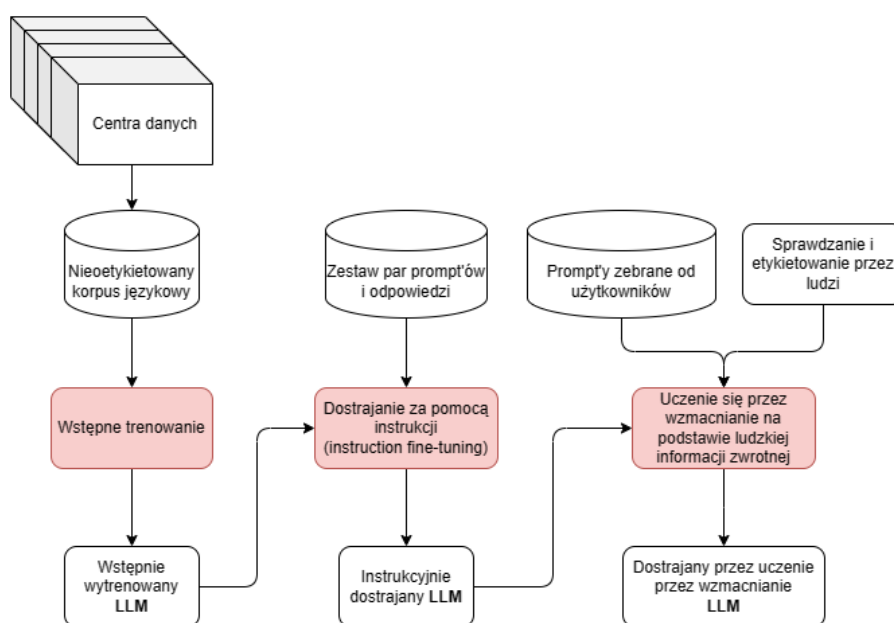 Centra danych
Nieoetykietowany
korpus językowy
Zestaw par prompt'ów
i odpowiedzi
Prompt'y zebrane od
użytkowników
Sprawdzanie i
etykietowanie przez
ludzi
Wstępne trenowanie
Dostrajanie za pomocą
instrukcji
(instruction fine-tuning)
Uczenie się przez
wzmacnianie na
podstawie ludzkiej
informacji zwrotnej
Wstępnie
wytrenowany
LLM
Instrukcyjnie
dostrajany LLM
Dostrajany przez uczenie
przez wzmacnianie
LLM